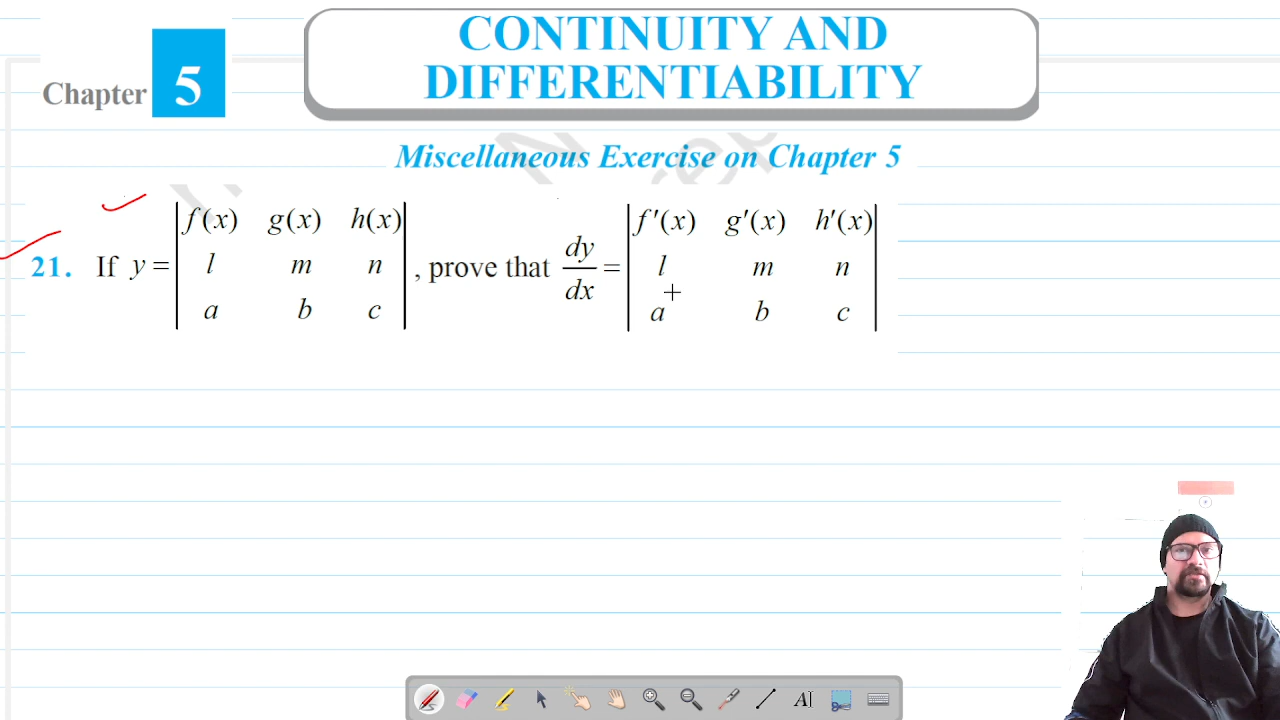 Chapter 5
CONTINUITY AND
DIFFERENTIABILITY
Miscellaneous Exercise on Chapter 5
21. If y = | f(x) g(x) h(x) |
| l m n |
| a b c |
, prove that dy/dx = | f′(x) g′(x) h′(x) |
| l m n |
| a b c |
A